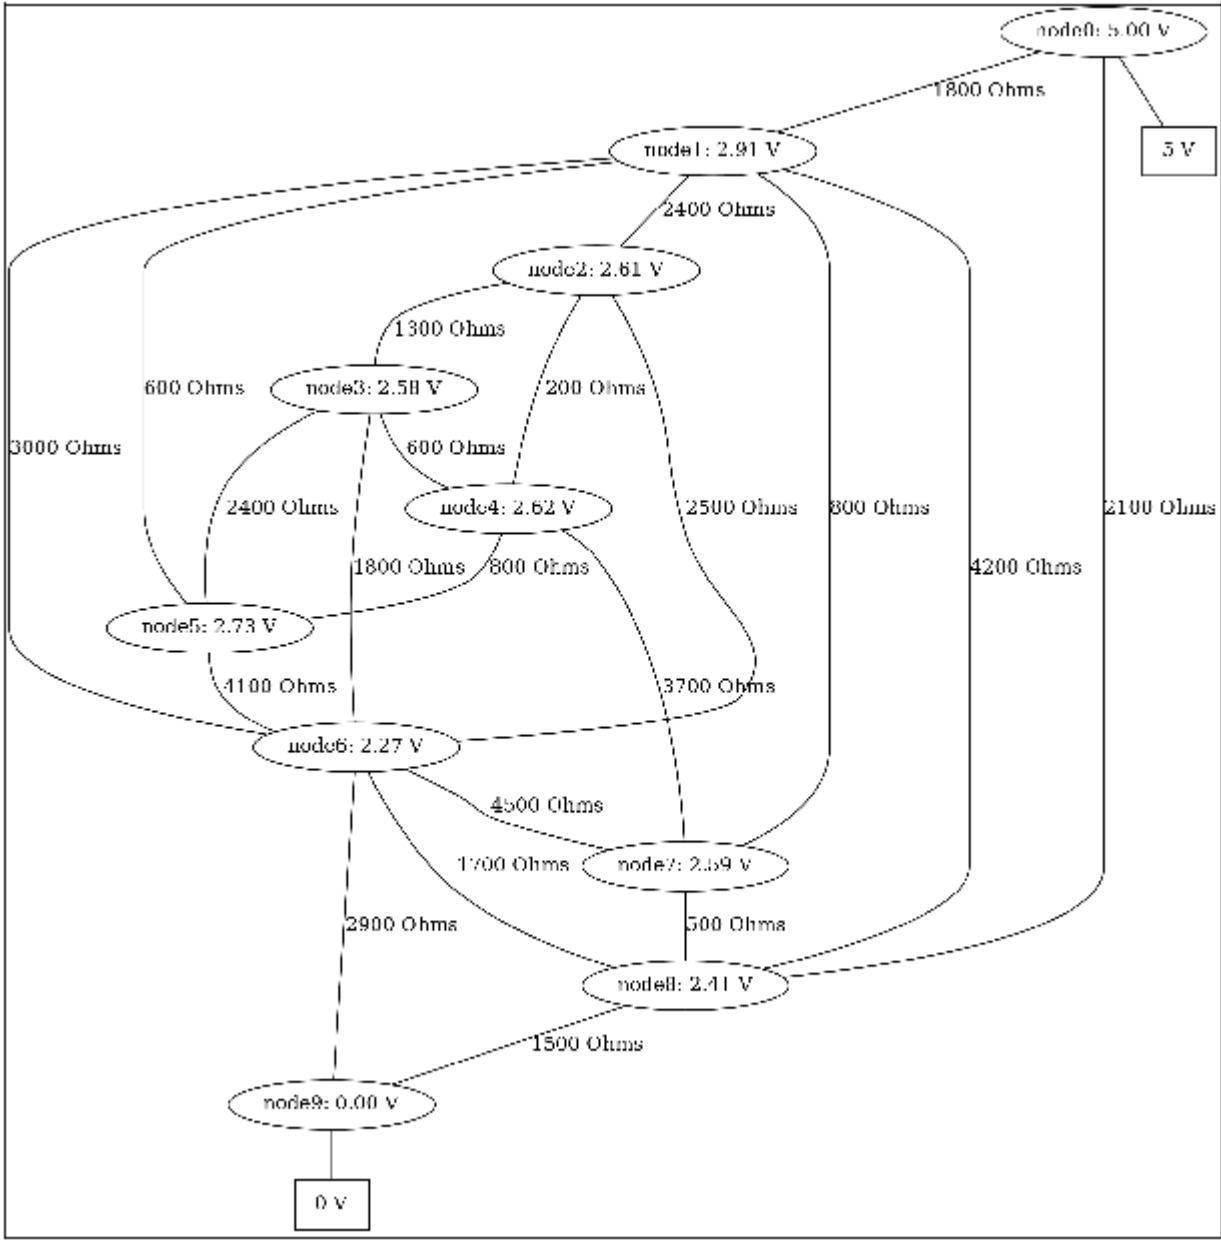 node0: 5.00 V
1800 Ohms
5 V
node1: 2.91 V
2400 Ohms
node2: 2.61 V
1300 Ohms
600 Ohms
node3: 2.58 V
200 Ohms
3000 Ohms
600 Ohms
2400 Ohms
node4: 2.62 V
2500 Ohms
800 Ohms
2100 Ohms
1800 Ohms
800 Ohms
4200 Ohms
node5: 2.73 V
4100 Ohms
3700 Ohms
node6: 2.27 V
4500 Ohms
1700 Ohms
node7: 2.59 V
2900 Ohms
500 Ohms
node8: 2.41 V
1500 Ohms
node9: 0.00 V
0 V